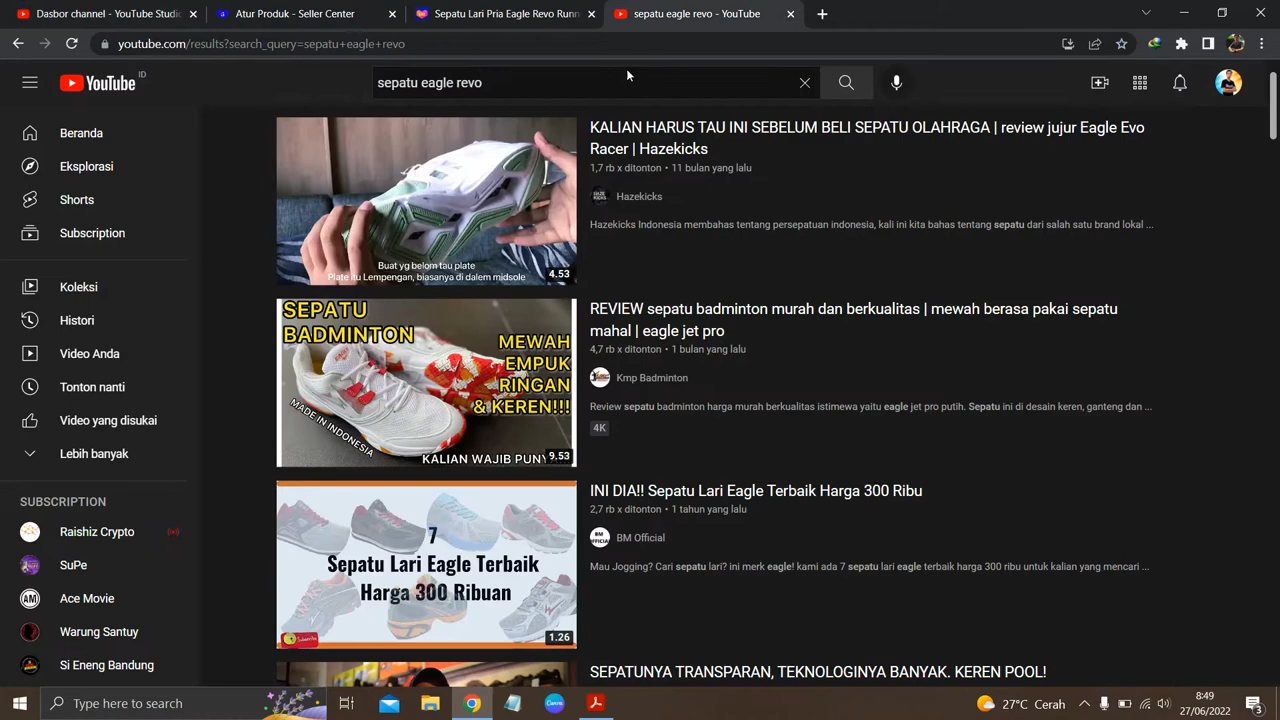 Dasbor channel - YouTube Studi
Atur Produk - Seller Center
Sepatu Lari Pria Eagle Revo Runn
sepatu eagle revo - YouTube
youtube.com/results?search_query=sepatu+eagle+revo
YouTube ID
sepatu eagle revo
Beranda
Eksplorasi
Shorts
Subscription
Koleksi
Histori
Video Anda
Tonton nanti
Video yang disukai
Lebih banyak
SUBSCRIPTION
Raishiz Crypto
SuPe
AM Ace Movie
Warung Santuy
Si Eneng Bandung
Buat yg belom tau plate
Plate itu Lempengan, biasanya di dalem midsole
4.53
KALIAN HARUS TAU INI SEBELUM BELI SEPATU OLAHRAGA | review jujur Eagle Evo
Racer | Hazekicks
1,7 rb x ditonton • 11 bulan yang lalu
Hazekicks
Hazekicks Indonesia membahas tentang persepatuan indonesia, kali ini kita bahas tentang sepatu dari salah satu brand lokal ...
SEPATU
BADMINTON
MEWAH
EMPUK
RINGAN
& KEREN!!!
MADE IN INDONESIA
KALIAN WAJIB PUNY
9.53
REVIEW sepatu badminton murah dan berkualitas | mewah berasa pakai sepatu
mahal | eagle jet pro
4,7 rb x ditonton • 1 bulan yang lalu
Kmp Badminton
Review sepatu badminton harga murah berkualitas istimewa yaitu eagle jet pro putih. Sepatu ini di desain keren, ganteng dan ...
4K
7
Sepatu Lari Eagle Terbaik
Harga 300 Ribuan
1.26
INI DIA!! Sepatu Lari Eagle Terbaik Harga 300 Ribu
2,7 rb x ditonton • 1 tahun yang lalu
BM Official
Mau Jogging? Cari sepatu lari? ini merk eagle! kami ada 7 sepatu lari eagle terbaik harga 300 ribu untuk kalian yang mencari ...
SEPATUNYA TRANSPARAN, TEKNOLOGINYA BANYAK. KEREN POOL!
Type here to search
27°C Cerah
8:49
27/06/2022
3